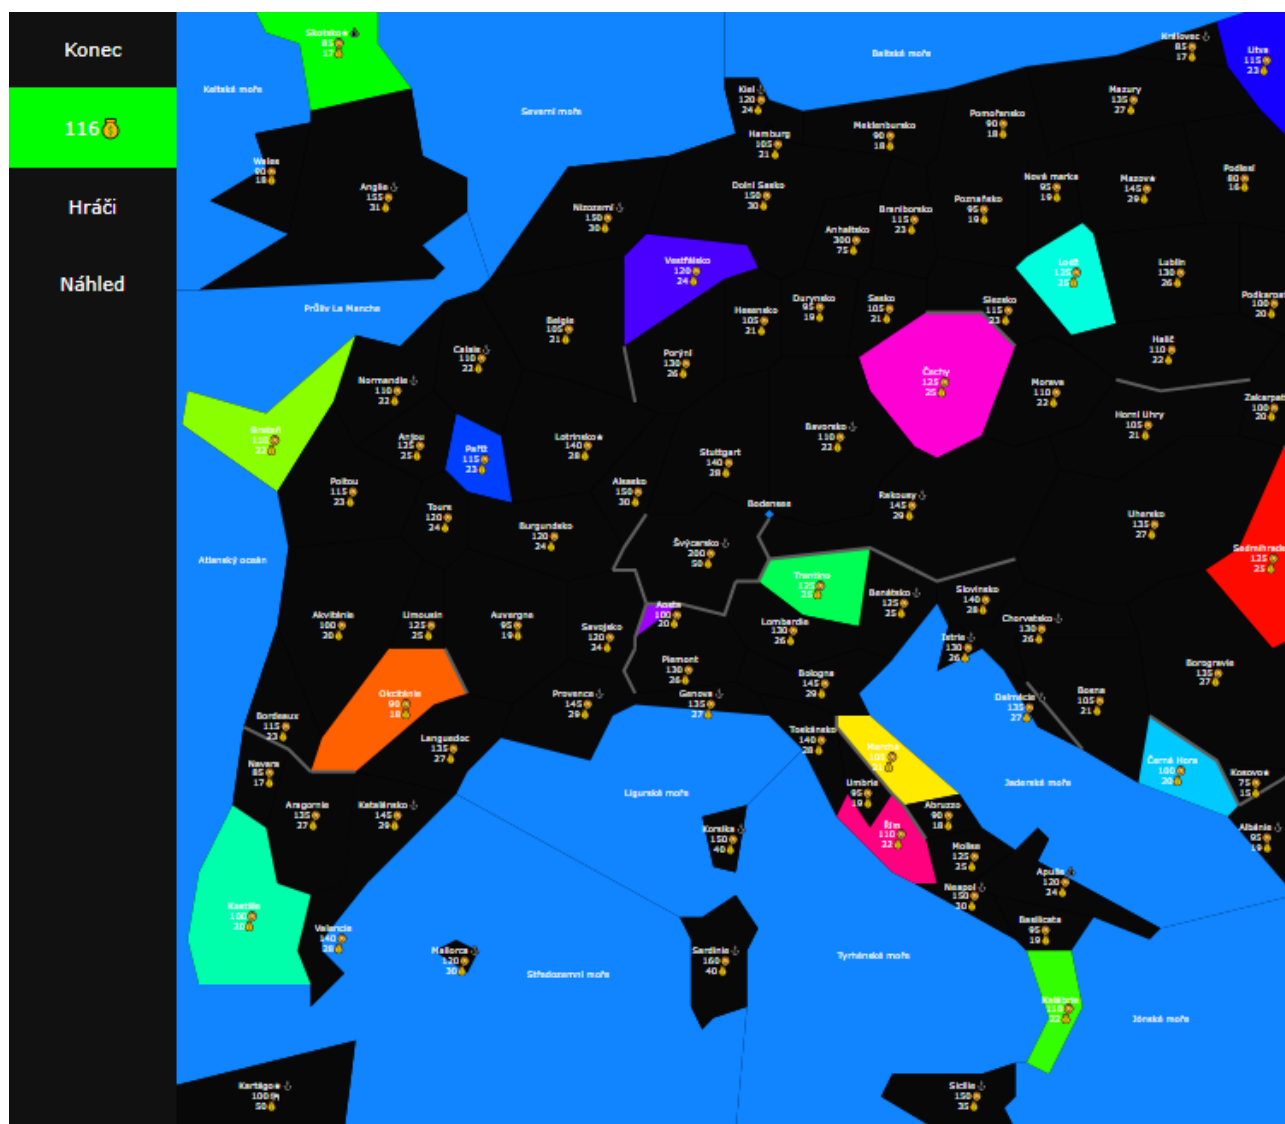 Konec
116
Hráči
Náhled
Skotsko
85
17
Keltské moře
Severní moře
Baltské moře
Královec
85
17
Litva
115
23
Kiel
120
24
Mazury
135
27
Hamburg
105
21
Meklenbursko
90
18
Pomořansko
90
18
Wales
90
18
Anglie
155
31
Dolní Sasko
150
30
Nová marka
95
19
Mazov
145
29
Podlesí
80
16
Nizozemí
150
30
Braniborsko
115
23
Poznaňsko
95
19
Anhaltsko
300
75
Vestfálsko
120
24
Lodž
125
25
Lublin
130
26
Průliv La Manche
Durynsko
95
19
Sasko
105
21
Slezsko
115
23
Podkarpat
100
20
Hesensko
105
21
Belgie
105
21
Porýní
130
26
Calais
110
22
Halič
110
22
Normandie
110
22
Čechy
125
25
Morava
110
22
Zakarpat
100
20
Horní Uhry
105
21
Bretaň
110
22
Anjou
125
25
Paříž
115
23
Lotrinsko
140
28
Bavorsko
110
22
Stuttgart
140
28
Poitou
115
23
Alsasko
150
30
Tours
120
24
Burgundsko
120
24
Bodensee
Rakousy
145
29
Uhersko
135
27
Švýcarsko
200
50
Sedmihrads
125
25
Atlanský oceán
Trentino
125
25
Benátsko
125
25
Slovinsko
140
28
Aosta
100
20
Akvitánie
100
20
Limousin
125
25
Auvergne
95
19
Savojsko
120
24
Lombardie
130
26
Chorvatsko
130
26
Istrie
130
26
Piemont
130
26
Bologna
145
29
Borogravie
135
27
Okcitánie
90
18
Provence
145
29
Genova
135
27
Dalmácie
135
27
Bosna
105
21
Bordeaux
115
23
Languedoc
135
27
Toskánsko
140
28
Marche
105
21
Černá Hora
100
20
Kosovo
75
15
Navara
85
17
Ligurské moře
Umbrie
95
19
Jaderské moře
Aragonie
135
27
Katalánsko
145
29
Abruzzo
90
18
Korsika
150
40
Řím
110
22
Albánie
95
19
Molise
125
25
Apulie
120
24
Neapol
150
30
Kastilie
100
20
Basilicata
95
19
Valencie
140
28
Mallorca
120
30
Sardinie
160
40
Tyrhénské moře
Středozemní moře
Kalábrie
110
22
Jónské moře
Kartágo
100
50
Sicílie
150
35